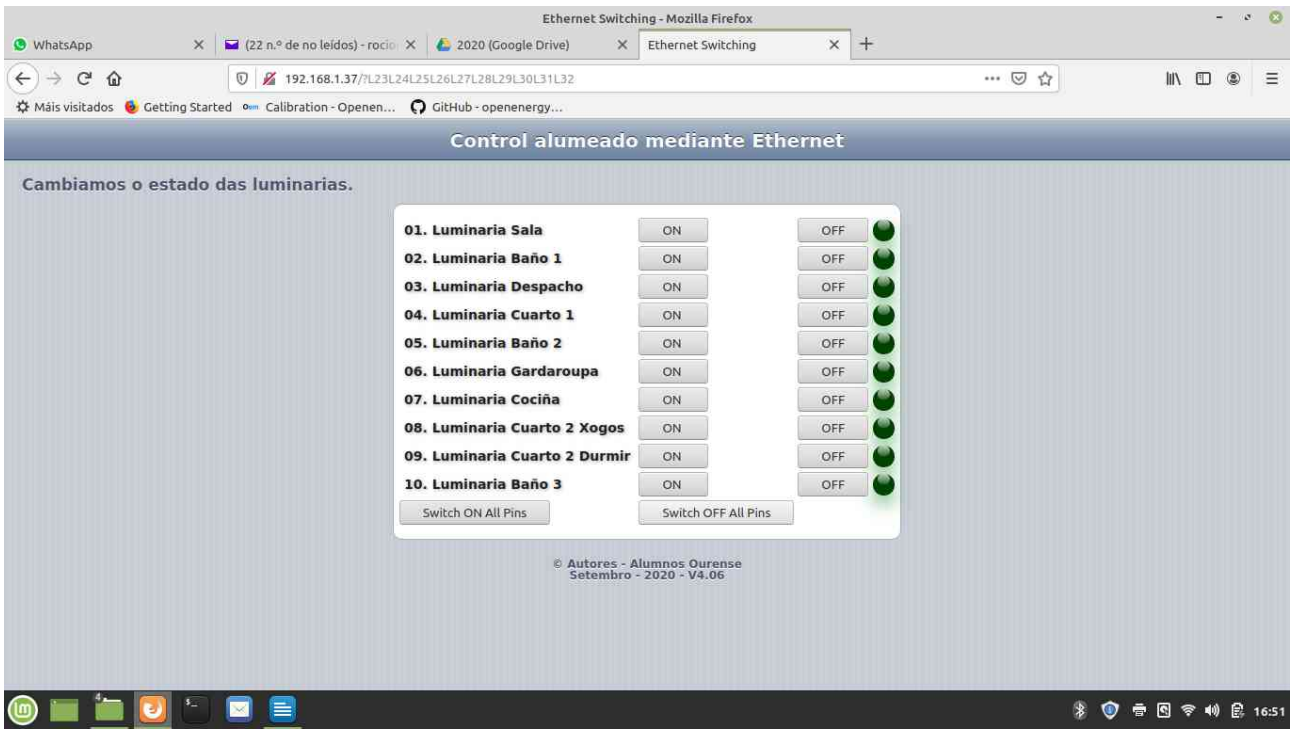 Ethernet Switching - Mozilla Firefox
WhatsApp
(22 n.º de no leídos) - rocio
2020 (Google Drive)
Ethernet Switching
192.168.1.37/?L23L24L25L26L27L28L29L30L31L32
Máis visitados
Getting Started
Oem Calibration - Openen...
GitHub - openenergy...
Control alumeado mediante Ethernet
Cambiamos o estado das luminarias.
01. Luminaria Sala ON OFF
02. Luminaria Baño 1 ON OFF
03. Luminaria Despacho ON OFF
04. Luminaria Cuarto 1 ON OFF
05. Luminaria Baño 2 ON OFF
06. Luminaria Gardaroupa ON OFF
07. Luminaria Cociña ON OFF
08. Luminaria Cuarto 2 Xogos ON OFF
09. Luminaria Cuarto 2 Durmir ON OFF
10. Luminaria Baño 3 ON OFF
Switch ON All Pins Switch OFF All Pins
© Autores - Alumnos Ourense
Setembro - 2020 - V4.06
4
$_
16:51